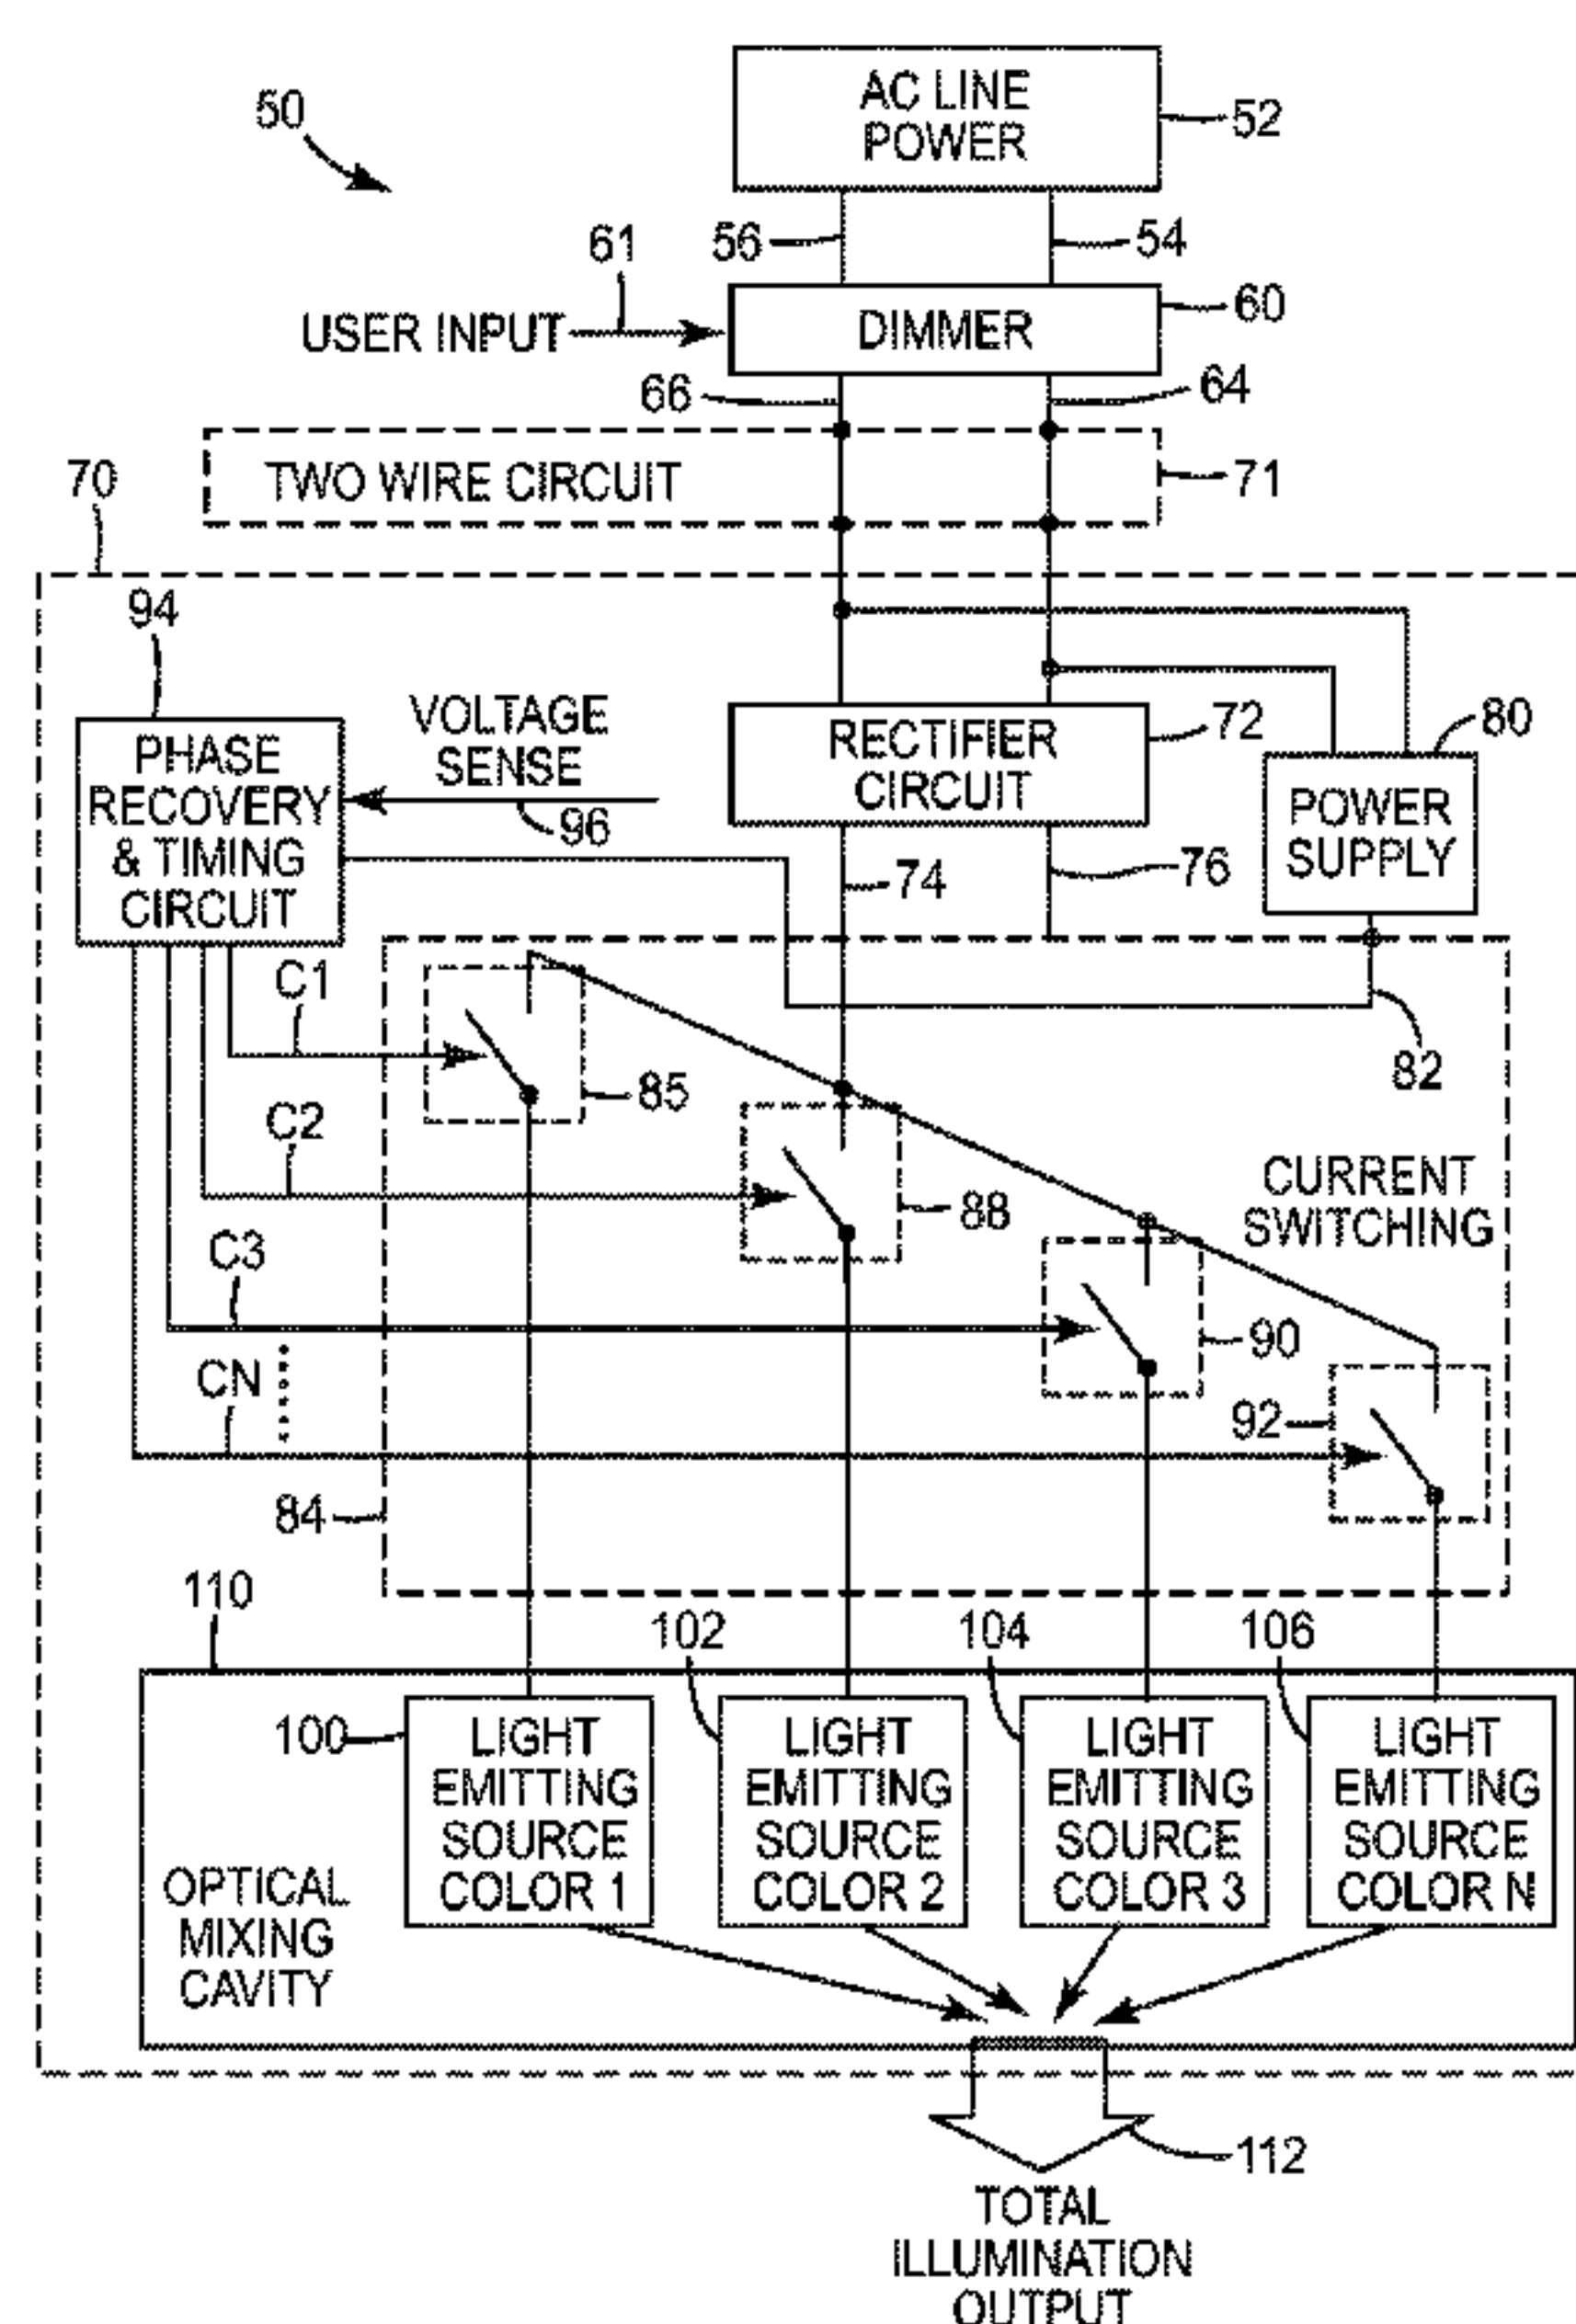 AC LINE
POWER
52
50
56
54
61
USER INPUT
DIMMER
60
66
64
TWO WIRE CIRCUIT
71
70
94
PHASE
RECOVERY
& TIMING
CIRCUIT
VOLTAGE
SENSE
96
RECTIFIER
CIRCUIT
72
80
POWER
SUPPLY
74
76
82
C1
85
C2
88
CURRENT
SWITCHING
C3
90
CN
92
84
110
102
104
106
100
LIGHT
EMITTING
SOURCE
COLOR 1
LIGHT
EMITTING
SOURCE
COLOR 2
LIGHT
EMITTING
SOURCE
COLOR 3
LIGHT
EMITTING
SOURCE
COLOR N
OPTICAL
MIXING
CAVITY
112
TOTAL
ILLUMINATION
OUTPUT